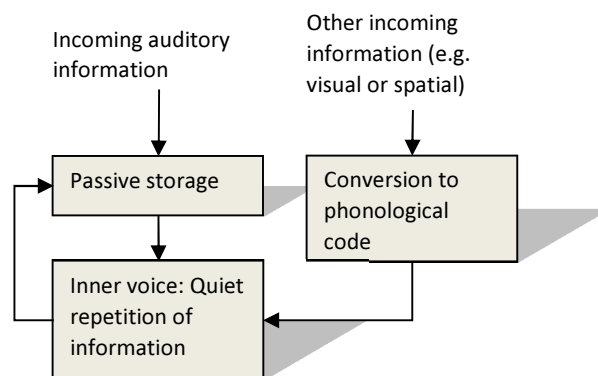 Incoming auditory
information
Other incoming
information (e.g.
visual or spatial)
Passive storage
Conversion to
phonological
code
Inner voice: Quiet
repetition of
information